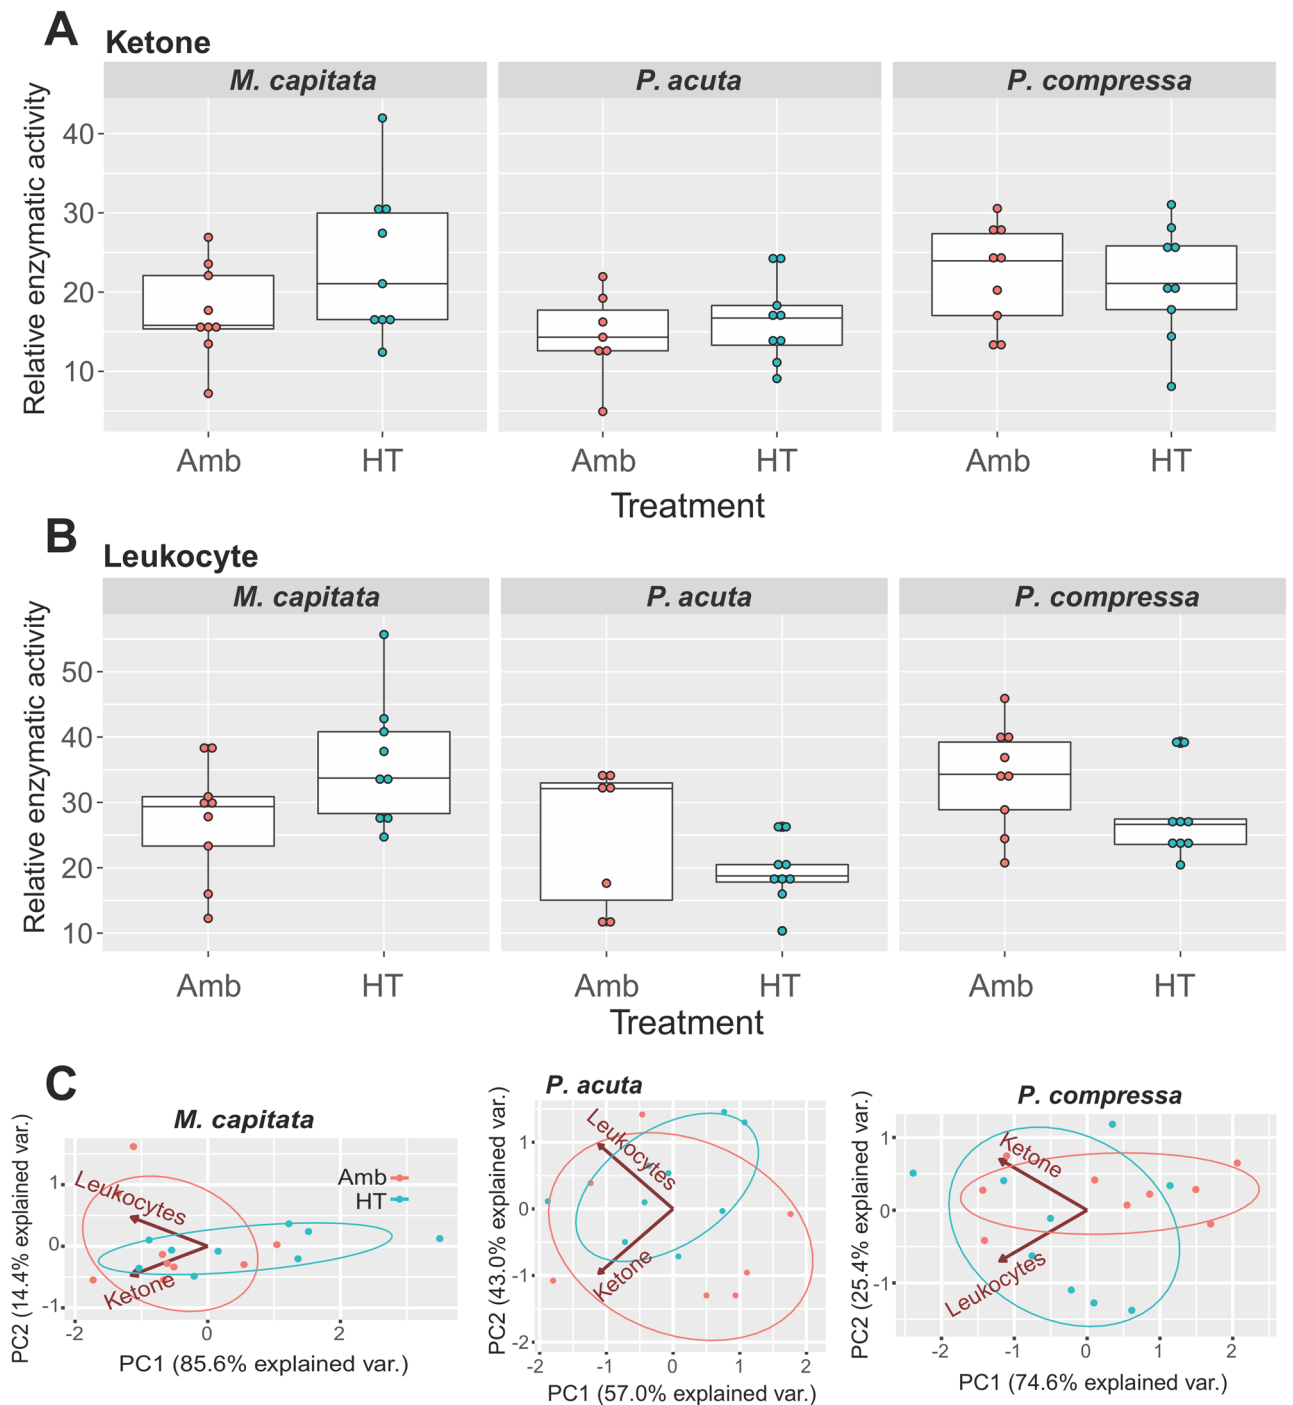 A
Ketone
M. capitata
P. acuta
P. compressa
Relative enzymatic activity
40
30
20
10
Amb
HT
Amb
HT
Amb
HT
Treatment
B
Leukocyte
M. capitata
P. acuta
P. compressa
Relative enzymatic activity
50
40
30
20
10
Amb
HT
Amb
HT
Amb
HT
Treatment
C
M. capitata
PC2 (14.4% explained var.)
1
0
-1
Leukocytes
Ketone
Amb
HT
-2
0
2
PC1 (85.6% explained var.)
P. acuta
PC2 (43.0% explained var.)
1
0
-1
-2
Leukocytes
Ketone
-2
-1
0
1
2
PC1 (57.0% explained var.)
P. compressa
PC2 (25.4% explained var.)
1
0
-1
Ketone
Leukocytes
-2
-1
0
1
2
PC1 (74.6% explained var.)